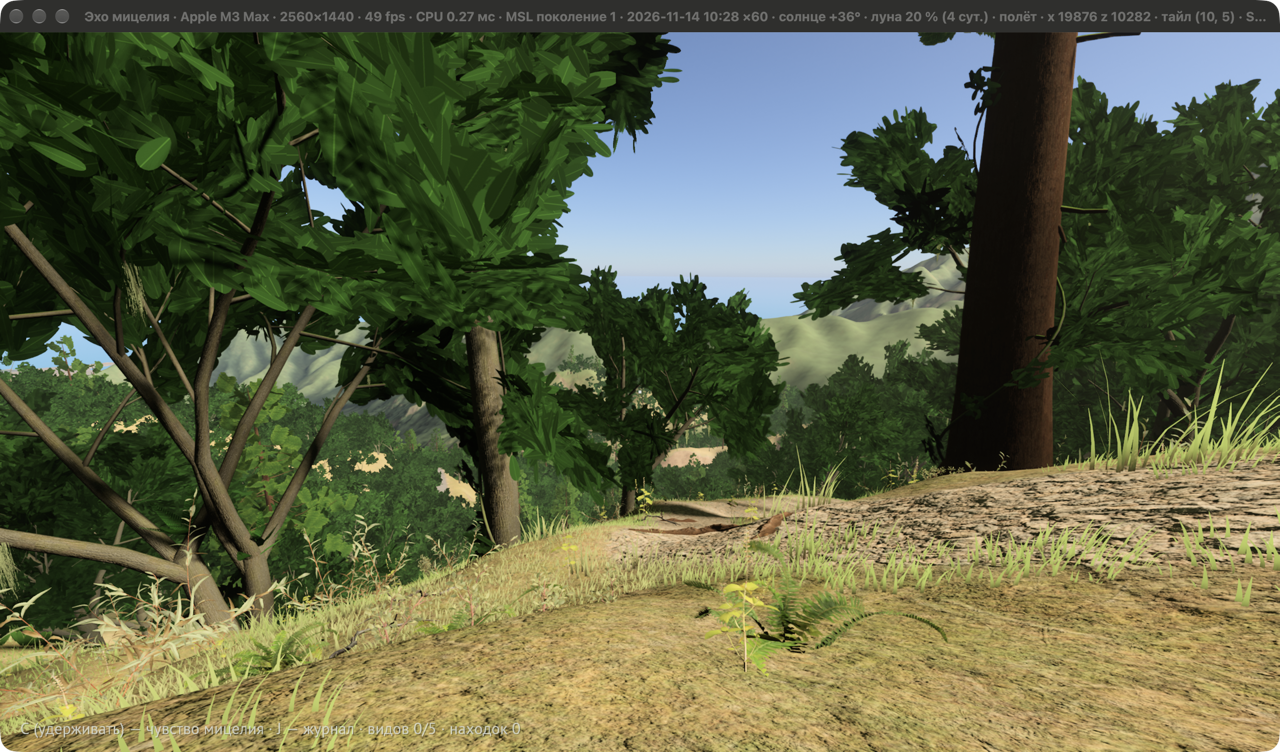 Эхо мицелия · Apple M3 Max · 2560×1440 · 49 fps · CPU 0.27 мс · MSL поколение 1 · 2026-11-14 10:28 ×60 · солнце +36° · луна 20 % (4 сут.) · полёт · x 19876 z 10282 · тайл (10, 5) · S...
C (удерживать) — чувство мицелия · J — журнал · видов 0/5 · находок 0